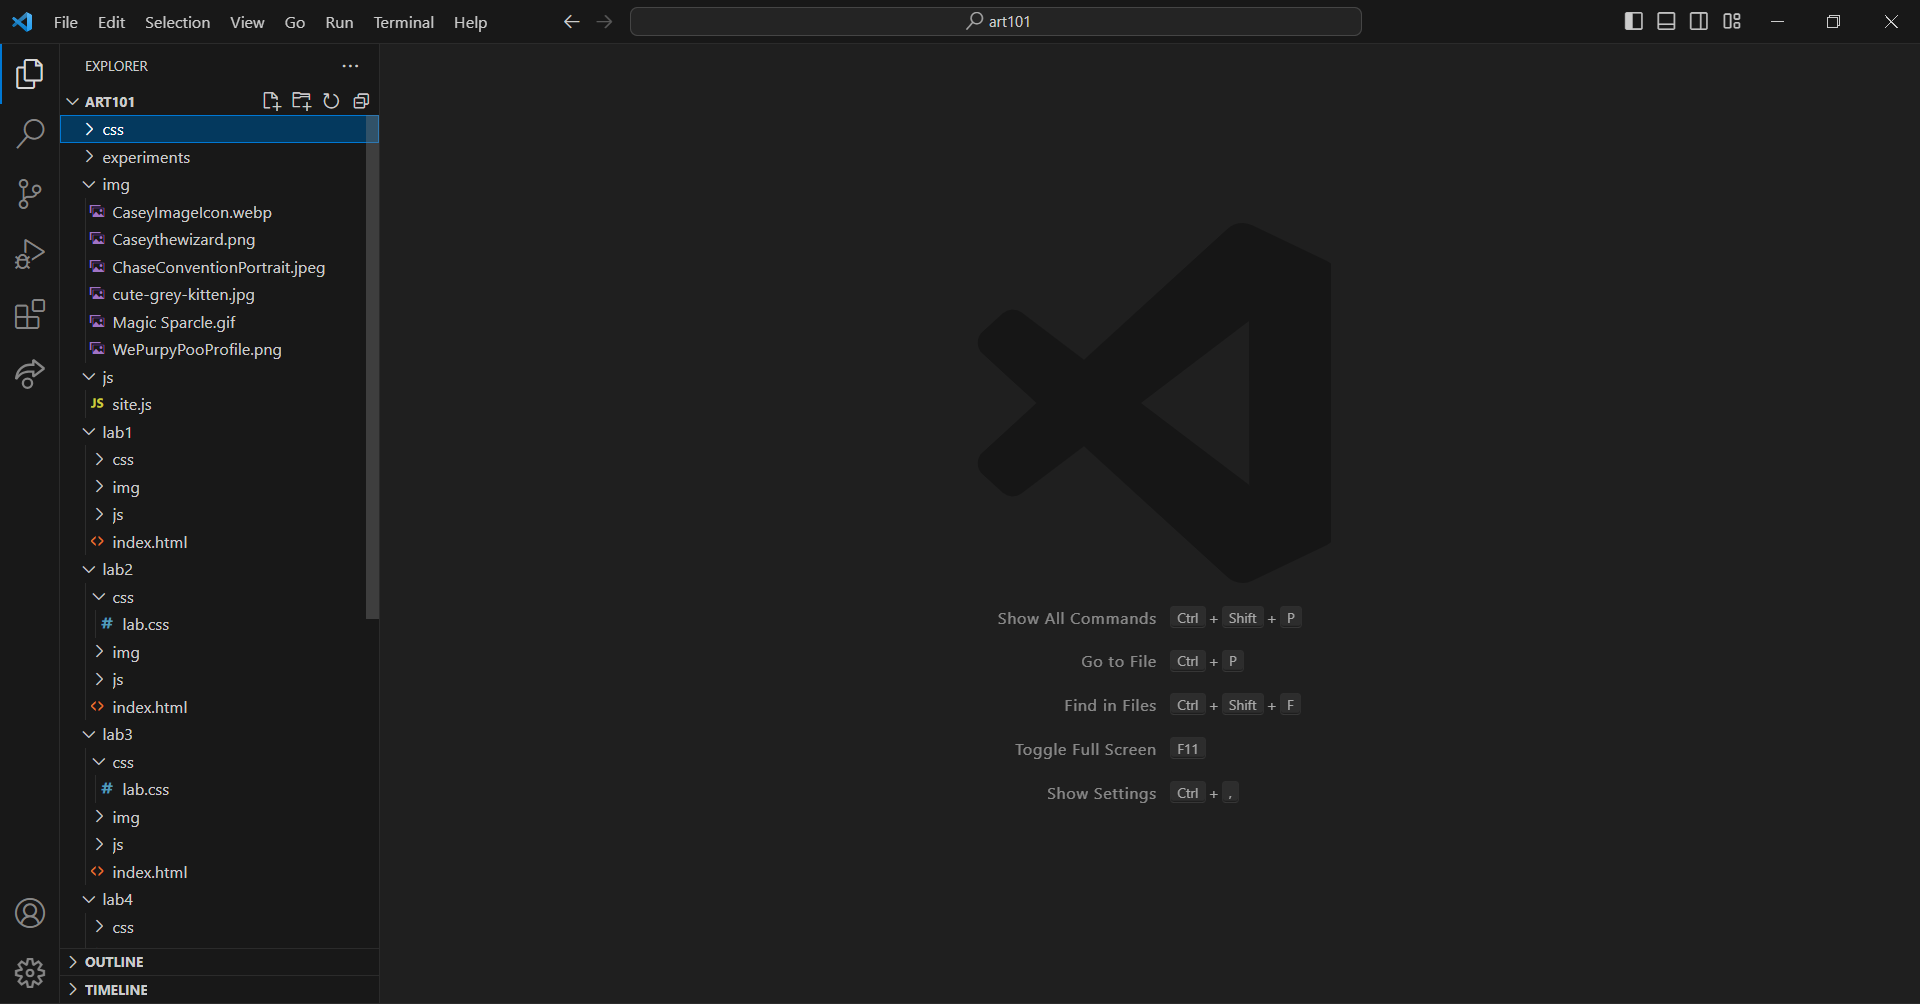 File Edit Selection View Go Run Terminal Help
art101
EXPLORER
ART101
css
experiments
img
CaseyImageIcon.webp
Caseythewizard.png
ChaseConventionPortrait.jpeg
cute-grey-kitten.jpg
Magic Sparcle.gif
WePurpyPooProfile.png
js
JS site.js
lab1
css
img
js
<> index.html
lab2
css
# lab.css
img
js
<> index.html
lab3
css
# lab.css
img
js
<> index.html
lab4
css
OUTLINE
TIMELINE
Show All Commands Ctrl + Shift + P
Go to File Ctrl + P
Find in Files Ctrl + Shift + F
Toggle Full Screen F11
Show Settings Ctrl + ,